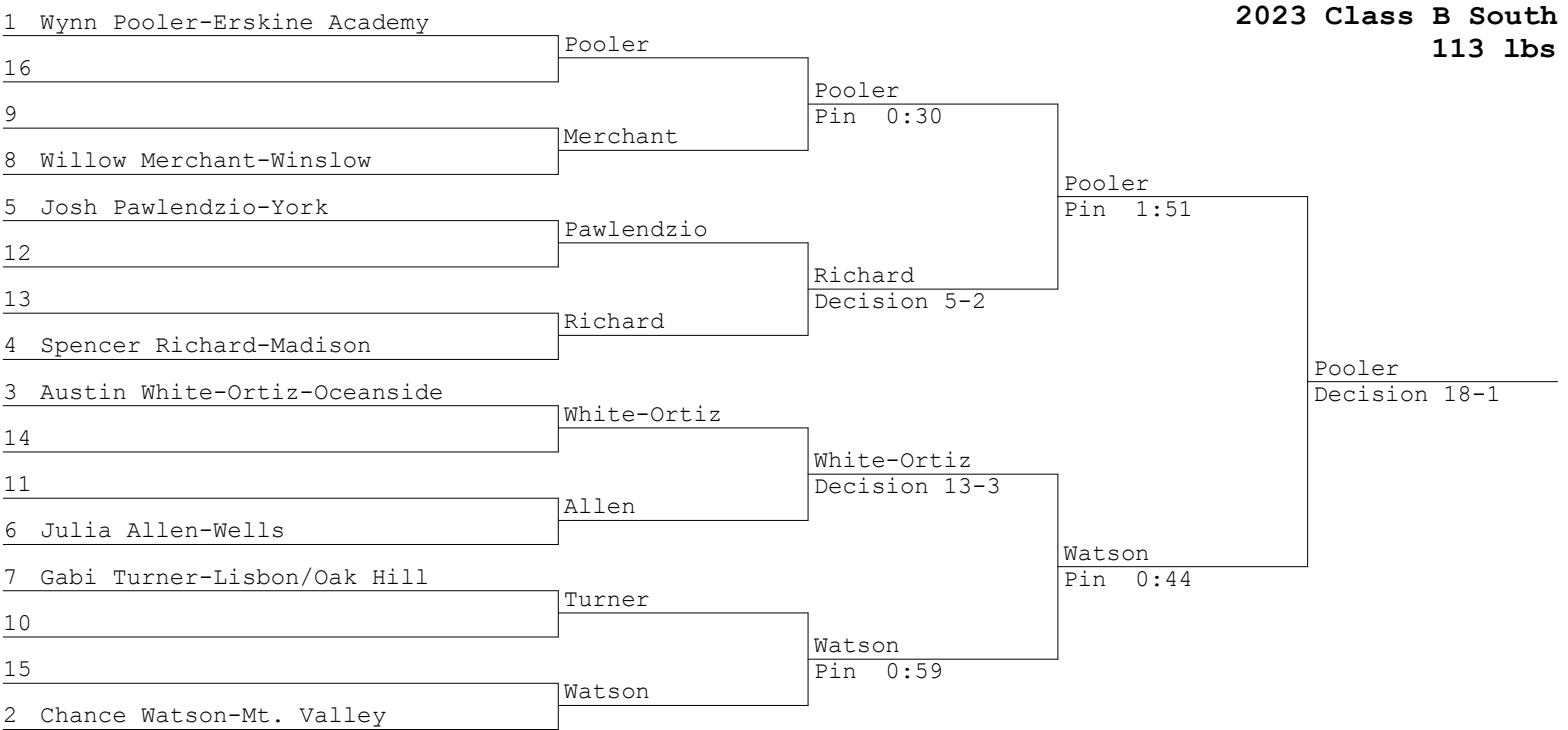 2023 Class B South
113 lbs
1 Wynn Pooler-Erskine Academy
Pooler
16
Pooler
Pin 0:30
9
Merchant
8 Willow Merchant-Winslow
Pooler
Pin 1:51
5 Josh Pawlendzio-York
Pawlendzio
12
Richard
Decision 5-2
13
Richard
4 Spencer Richard-Madison
Pooler
Decision 18-1
3 Austin White-Ortiz-Oceanside
White-Ortiz
14
White-Ortiz
Decision 13-3
11
Allen
6 Julia Allen-Wells
Watson
Pin 0:44
7 Gabi Turner-Lisbon/Oak Hill
Turner
10
Watson
Pin 0:59
15
Watson
2 Chance Watson-Mt. Valley